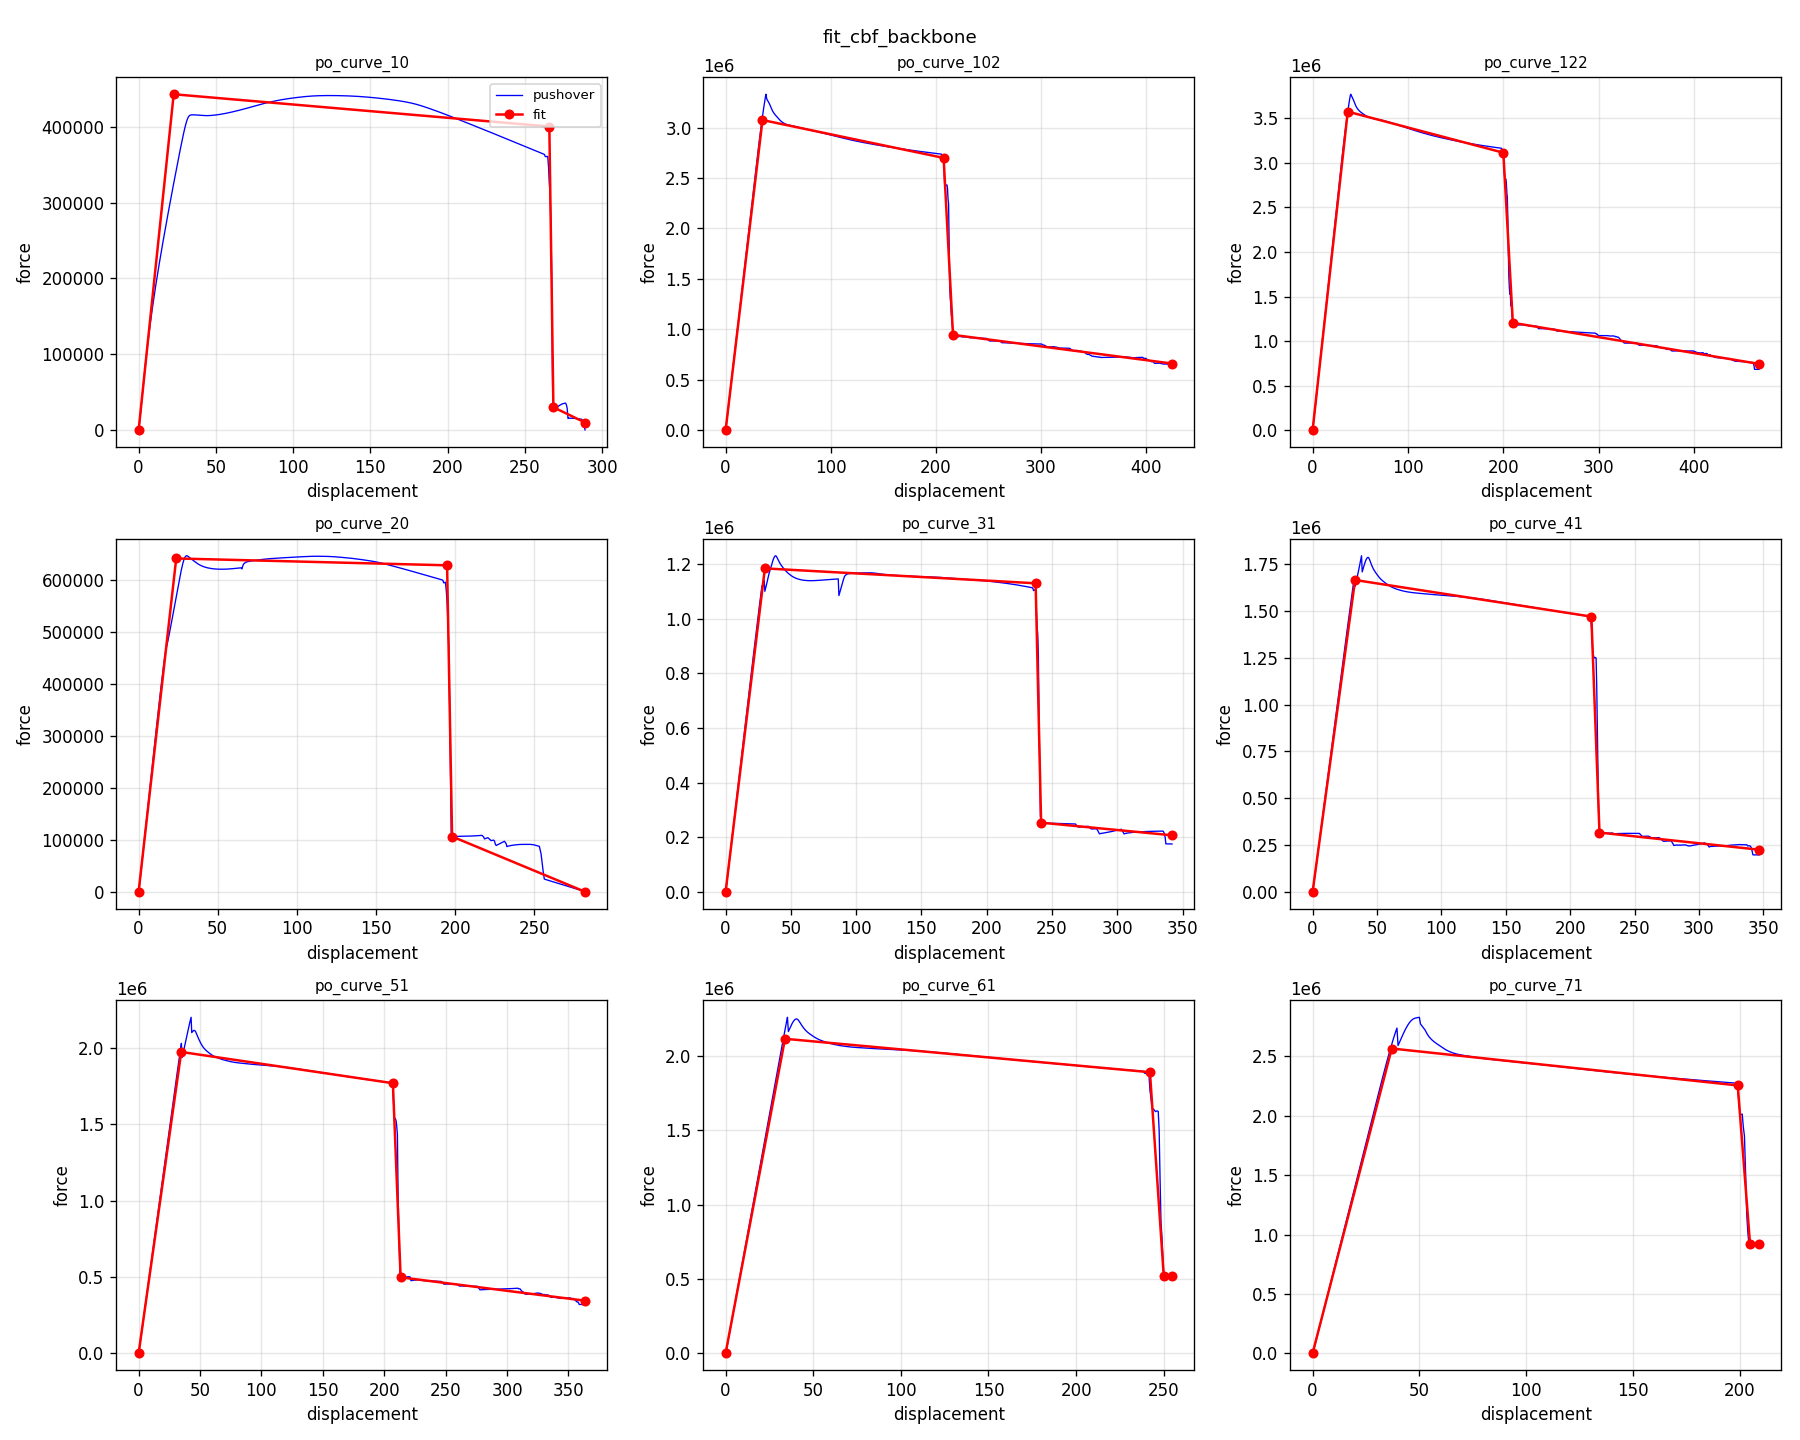 fit_cbf_backbone
po_curve_10
pushover
fit
400000
300000
200000
100000
0
force
0 50 100 150 200 250 300
displacement
po_curve_102
1e6
3.0
2.5
2.0
1.5
1.0
0.5
0.0
force
0 100 200 300 400
displacement
po_curve_122
1e6
3.5
3.0
2.5
2.0
1.5
1.0
0.5
0.0
force
0 100 200 300 400
displacement
po_curve_20
600000
500000
400000
300000
200000
100000
0
force
0 50 100 150 200 250
displacement
po_curve_31
1e6
1.2
1.0
0.8
0.6
0.4
0.2
0.0
force
0 50 100 150 200 250 300 350
displacement
po_curve_41
1e6
1.75
1.50
1.25
1.00
0.75
0.50
0.25
0.00
force
0 50 100 150 200 250 300 350
displacement
po_curve_51
1e6
2.0
1.5
1.0
0.5
0.0
force
0 50 100 150 200 250 300 350
displacement
po_curve_61
1e6
2.0
1.5
1.0
0.5
0.0
force
0 50 100 150 200 250
displacement
po_curve_71
1e6
2.5
2.0
1.5
1.0
0.5
0.0
force
0 50 100 150 200
displacement